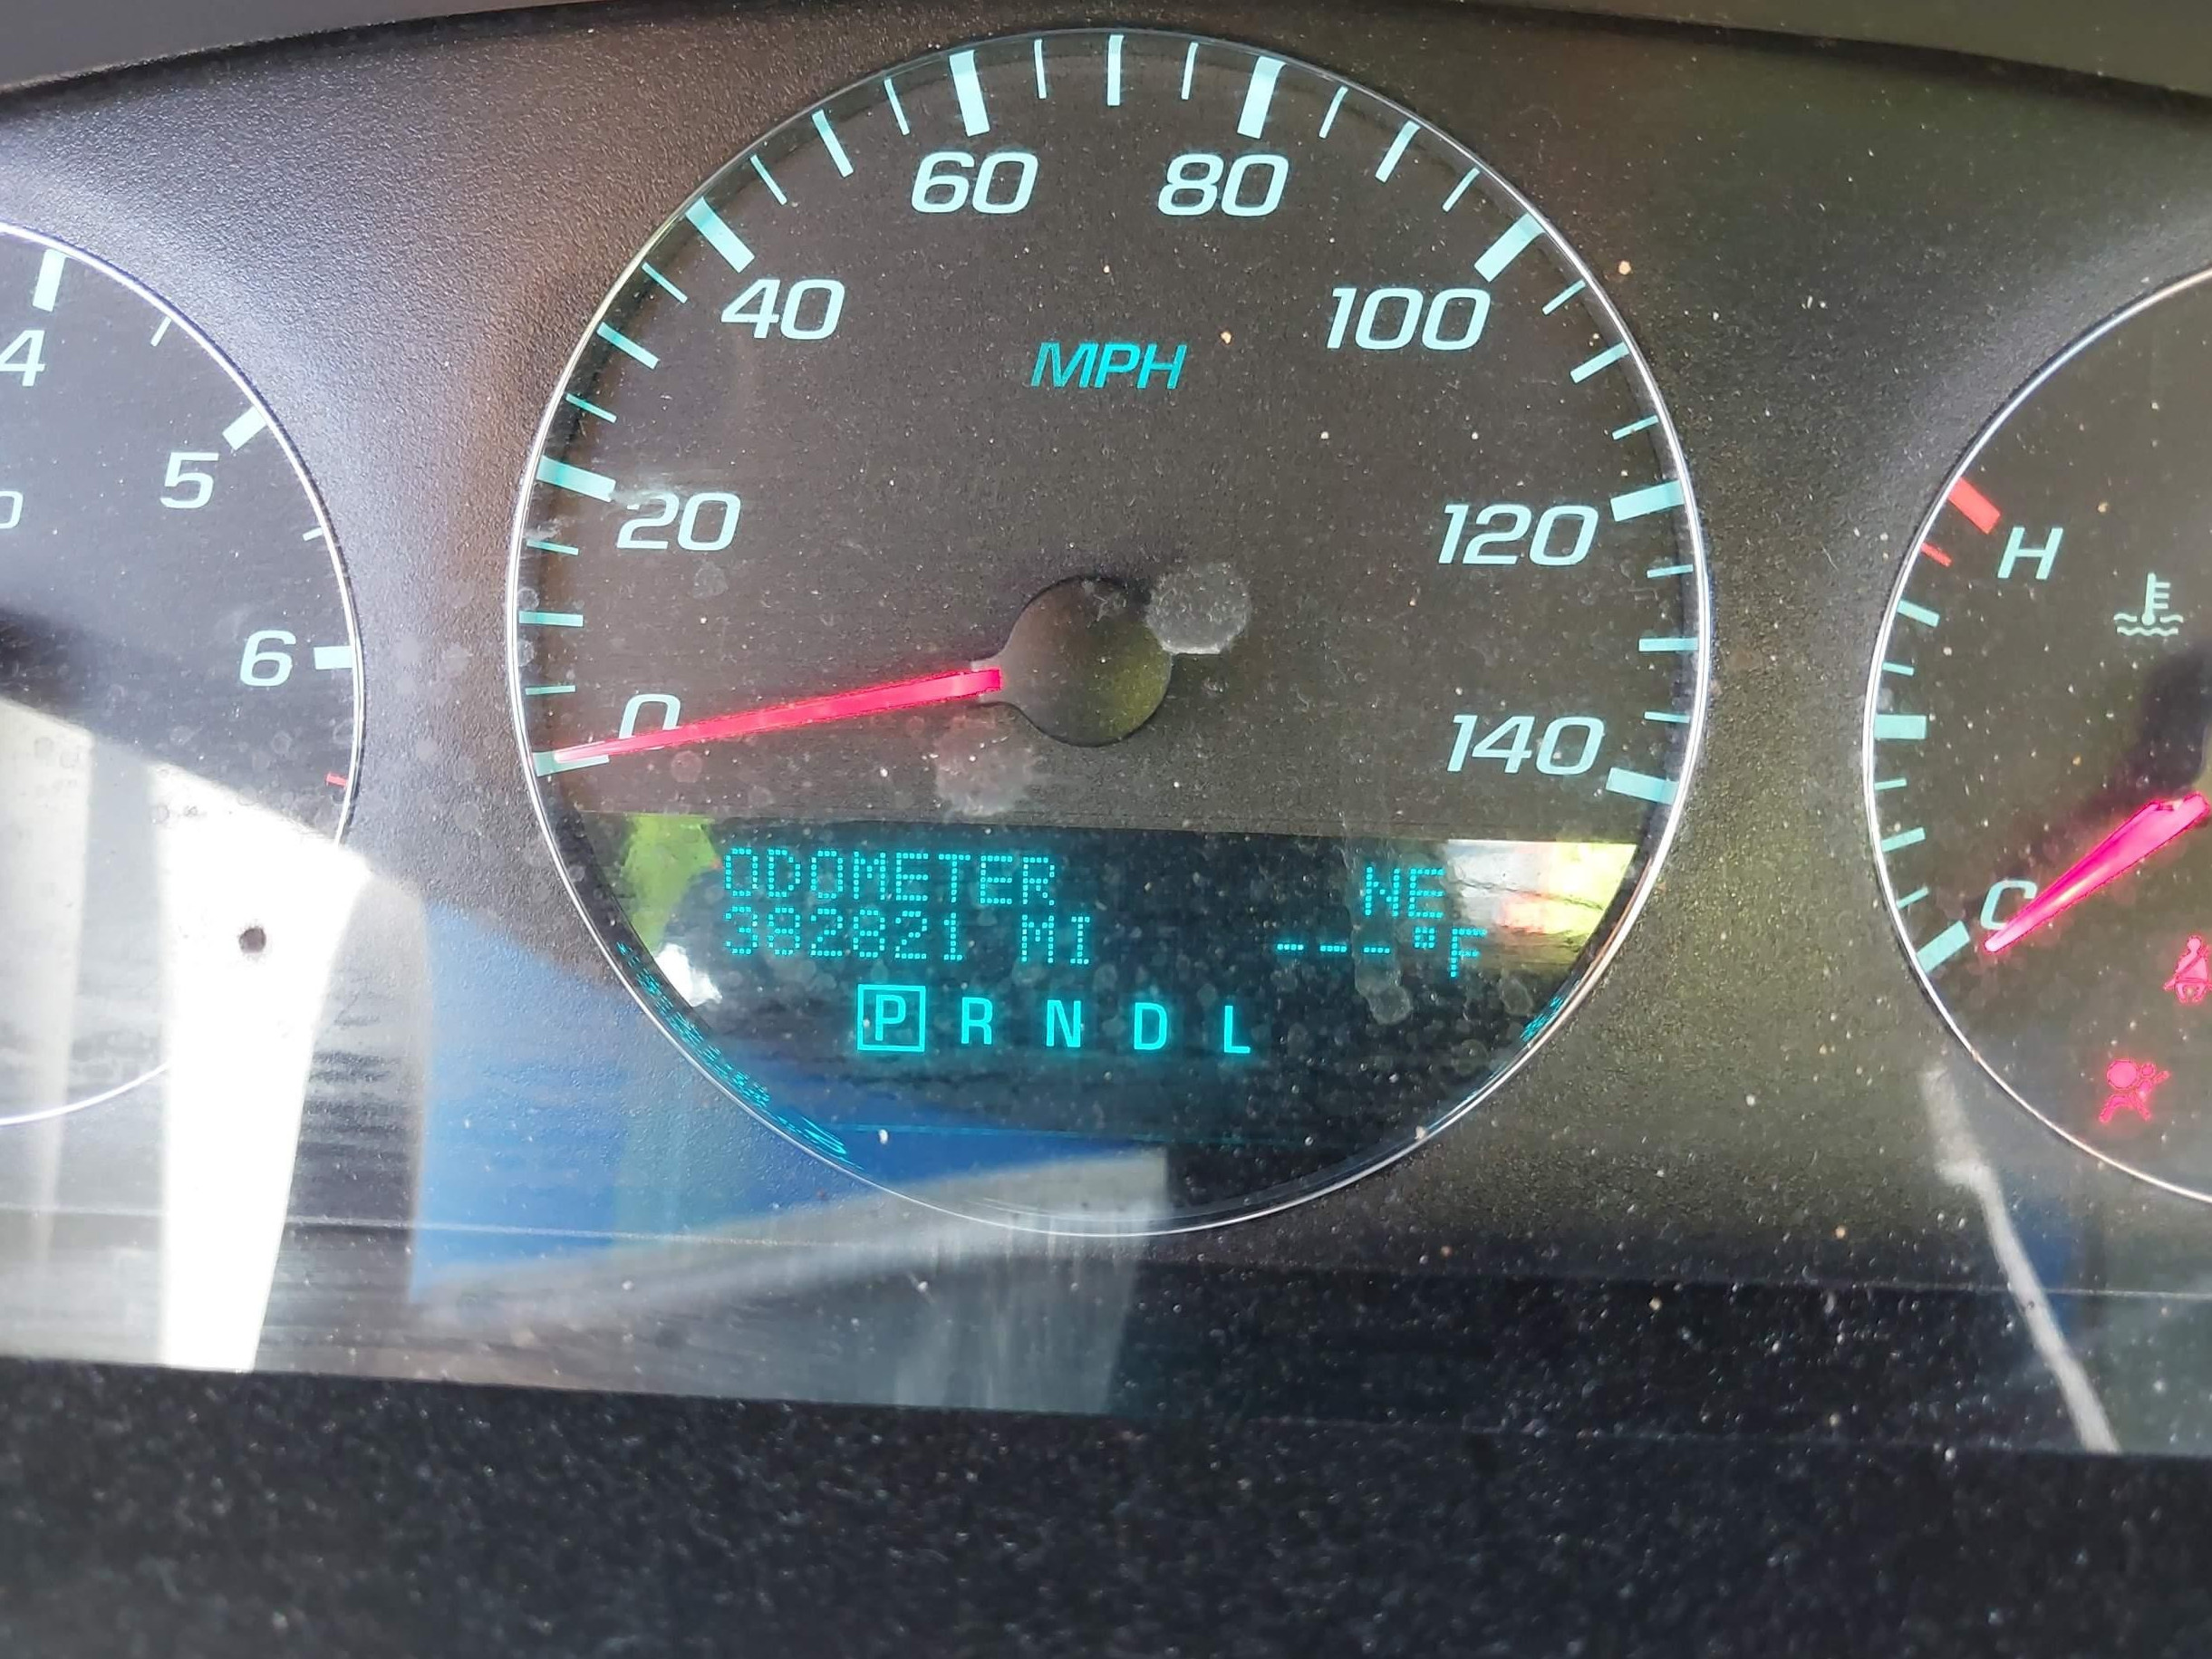 60 80
40 100
MPH
20 120
0 140
4
5
6
H
C
ODOMETER NE
382821 MI ---°F
P R N D L